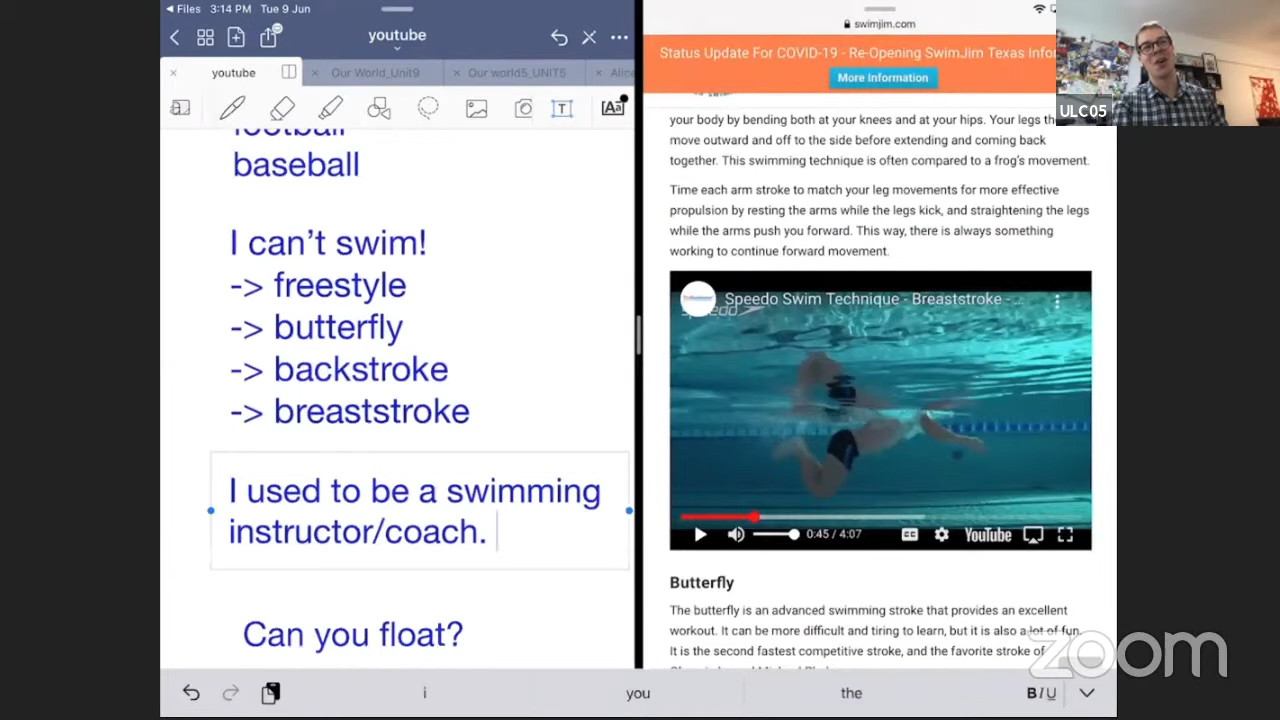 Files 3:14 PM Tue 9 Jun
youtube
youtube
Our World_Unit9
Our world5_UNIT5
Alice
football
baseball
I can’t swim!
-> freestyle
-> butterfly
-> backstroke
-> breaststroke
I used to be a swimming
instructor/coach.
Can you float?
i you the
B I U
swimjim.com
Status Update For COVID-19 - Re-Opening SwimJim Texas Infor
More Information
your body by bending both at your knees and at your hips. Your legs th
move outward and off to the side before extending and coming back
together. This swimming technique is often compared to a frog’s movement.
Time each arm stroke to match your leg movements for more effective
propulsion by resting the arms while the legs kick, and straightening the legs
while the arms push you forward. This way, there is always something
working to continue forward movement.
Speedo Swim Technique - Breaststroke - ...
speedo
0:45 / 4:07
CC
YouTube
Butterfly
The butterfly is an advanced swimming stroke that provides an excellent
workout. It can be more difficult and tiring to learn, but it is also a lot of fun.
It is the second fastest competitive stroke, and the favorite stroke of
ULC05
zoom